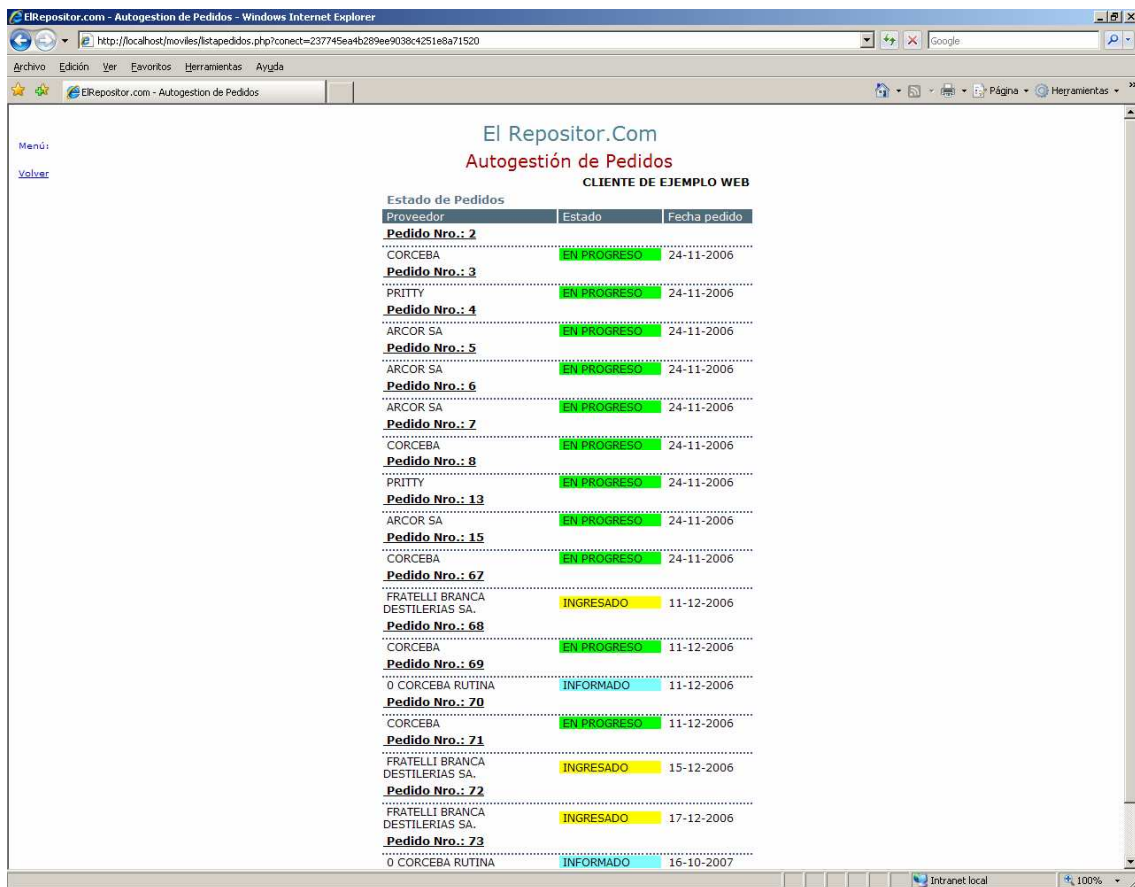 ElRepositor.com - Autogestion de Pedidos - Windows Internet Explorer
http://localhost/moviles/listapedidos.php?conect=237745ea4b289ee9038c4251e8a71520
Google
Archivo Edición Ver Favoritos Herramientas Ayuda
ElRepositor.com - Autogestion de Pedidos
Página Herramientas
Menú:
Volver
El Repositor.Com
Autogestión de Pedidos
CLIENTE DE EJEMPLO WEB
Estado de Pedidos
Proveedor Estado Fecha pedido
Pedido Nro.: 2
CORCEBA EN PROGRESO 24-11-2006
Pedido Nro.: 3
PRITTY EN PROGRESO 24-11-2006
Pedido Nro.: 4
ARCOR SA EN PROGRESO 24-11-2006
Pedido Nro.: 5
ARCOR SA EN PROGRESO 24-11-2006
Pedido Nro.: 6
ARCOR SA EN PROGRESO 24-11-2006
Pedido Nro.: 7
CORCEBA EN PROGRESO 24-11-2006
Pedido Nro.: 8
PRITTY EN PROGRESO 24-11-2006
Pedido Nro.: 13
ARCOR SA EN PROGRESO 24-11-2006
Pedido Nro.: 15
CORCEBA EN PROGRESO 24-11-2006
Pedido Nro.: 67
FRATELLI BRANCA
DESTILERIAS SA. INGRESADO 11-12-2006
Pedido Nro.: 68
CORCEBA EN PROGRESO 11-12-2006
Pedido Nro.: 69
0 CORCEBA RUTINA INFORMADO 11-12-2006
Pedido Nro.: 70
CORCEBA EN PROGRESO 11-12-2006
Pedido Nro.: 71
FRATELLI BRANCA
DESTILERIAS SA. INGRESADO 15-12-2006
Pedido Nro.: 72
FRATELLI BRANCA
DESTILERIAS SA. INGRESADO 17-12-2006
Pedido Nro.: 73
0 CORCEBA RUTINA INFORMADO 16-10-2007
Intranet local 100%